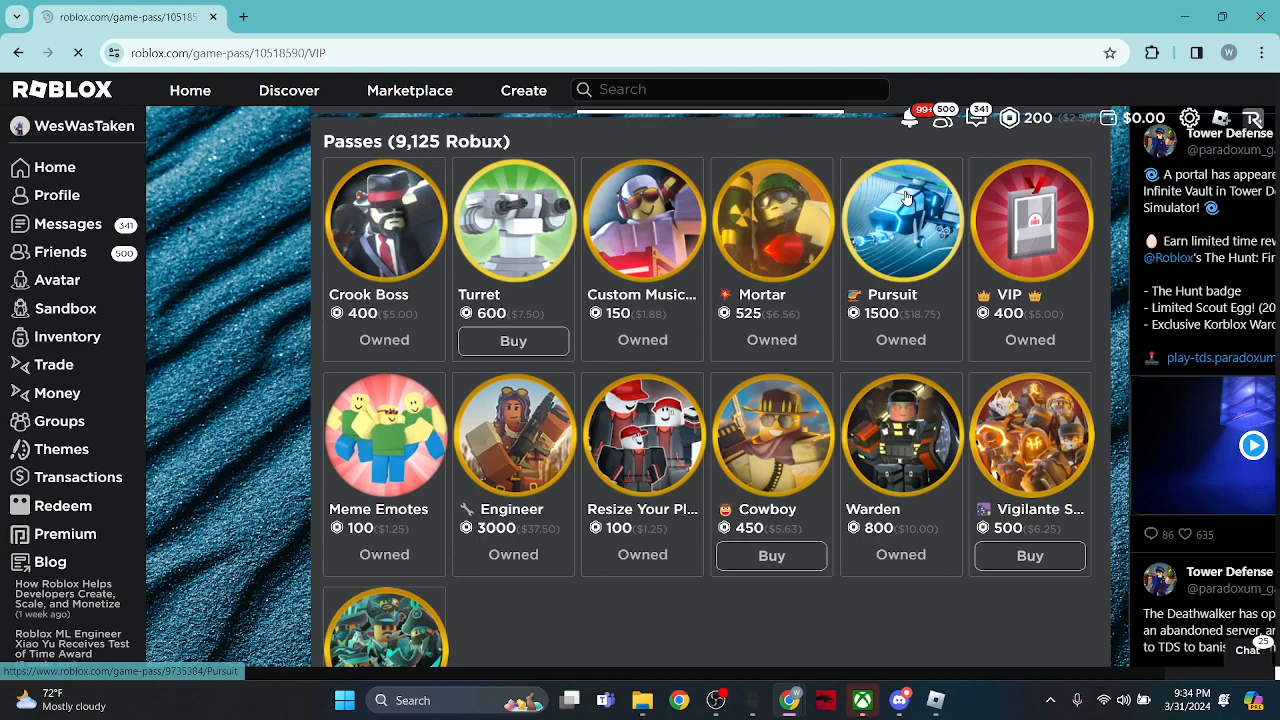 roblox.com/game-pass/10518
roblox.com/game-pass/10518590/VIP
W
ROBLOX
Home
Discover
Marketplace
Create
Search
99+
500
341
200 ($2.50)
$0.00
WesWasTaken
Home
Profile
Messages
341
Friends
500
Avatar
Sandbox
Inventory
Trade
Money
Groups
Themes
Transactions
Redeem
Premium
Blog
How Roblox Helps
Developers Create,
Scale, and Monetize
(1 week ago)
Roblox ML Engineer
Xiao Yu Receives Test
of Time Award
Passes (9,125 Robux)
Crook Boss
400($5.00)
Owned
Turret
600($7.50)
Buy
Custom Music...
150($1.88)
Owned
Mortar
525($6.56)
Owned
Pursuit
1500($18.75)
Owned
VIP
400($5.00)
Owned
Meme Emotes
100($1.25)
Owned
Engineer
3000($37.50)
Owned
Resize Your Pl...
100($1.25)
Owned
Cowboy
450($5.63)
Buy
Warden
800($10.00)
Owned
Vigilante S...
500($6.25)
Buy
Tower Defense
@paradoxum_ga
A portal has appeare
Infinite Vault in Tower D
Simulator!
Earn limited time rev
@Roblox's The Hunt: Fir
- The Hunt badge
- Limited Scout Egg! (20
- Exclusive Korblox Ward
play-tds.paradoxum
86
635
Tower Defense
@paradoxum_ga
The Deathwalker has op
an abandoned server, ar
to TDS to banis
Chat
25
https://www.roblox.com/game-pass/9735384/Pursuit
72°F
Mostly cloudy
Search
W
9:34 PM
3/31/2024